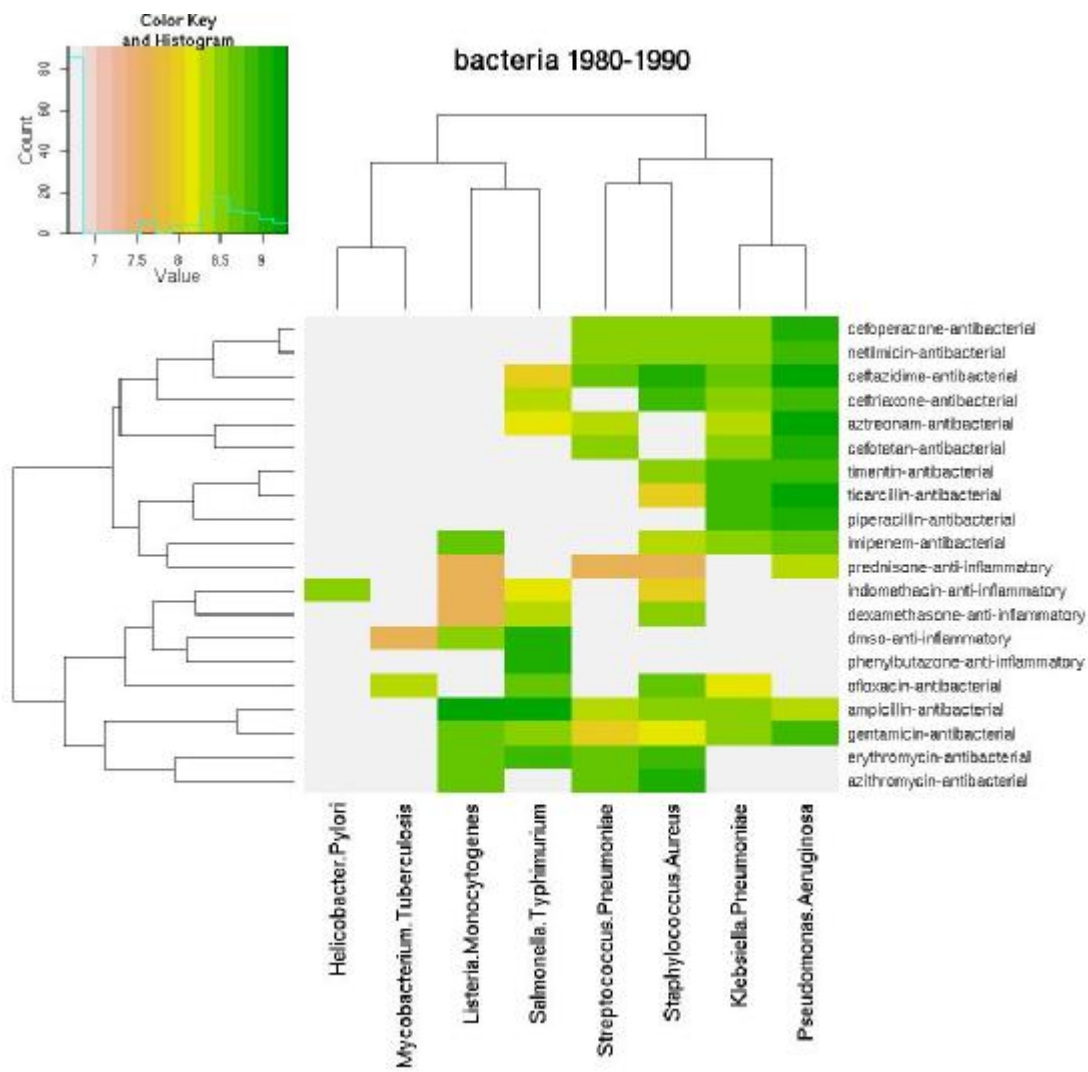 Color Key
and Histogram
bacteria 1980-1990
Count
0
20
40
60
80
7
7.5
8
8.5
9
Value
cefoperazone-antibacterial
netilmicin-antibacterial
ceftazidime-antibacterial
ceftriaxone-antibacterial
aztreonam-antibacterial
cefotetan-antibacterial
timentin-antibacterial
ticarcillin-antibacterial
piperacillin-antibacterial
imipenem-antibacterial
prednisone-anti-inflammatory
indomethacin-anti-inflammatory
dexamethasone-anti-inflammatory
dmso-anti-inflammatory
phenylbutazone-anti-inflammatory
ofloxacin-antibacterial
ampicillin-antibacterial
gentamicin-antibacterial
erythromycin-antibacterial
azithromycin-antibacterial
Helicobacter.Pylori
Mycobacterium.Tuberculosis
Listeria.Monocytogenes
Salmonella.Typhimurium
Streptococcus.Pneumoniae
Staphylococcus.Aureus
Klebsiella.Pneumoniae
Pseudomonas.Aeruginosa